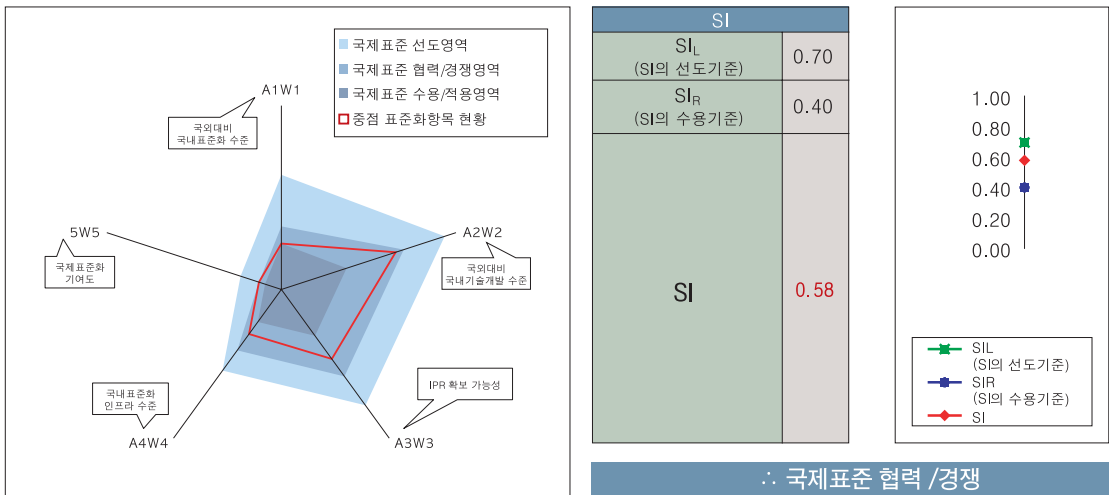 국제표준 선도영역
국제표준 협력/경쟁영역
국제표준 수용/적용영역
중점 표준화항목 현황
A1W1
국외대비
국내표준화 수준
A2W2
국외대비
국내기술개발 수준
5W5
국제표준화
기여도
IPR 확보 가능성
A3W3
국내표준화
인프라 수준
A4W4
SI
SIL
(SI의 선도기준)
0.70
SIR
(SI의 수용기준)
0.40
SI
0.58
1.00
0.80
0.60
0.40
0.20
0.00
SIL
(SI의 선도기준)
SIR
(SI의 수용기준)
SI
∴ 국제표준 협력 /경쟁